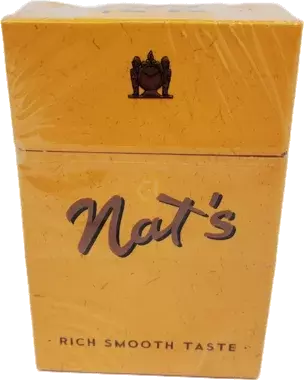 Nat's
· RICH SMOOTH TASTE ·